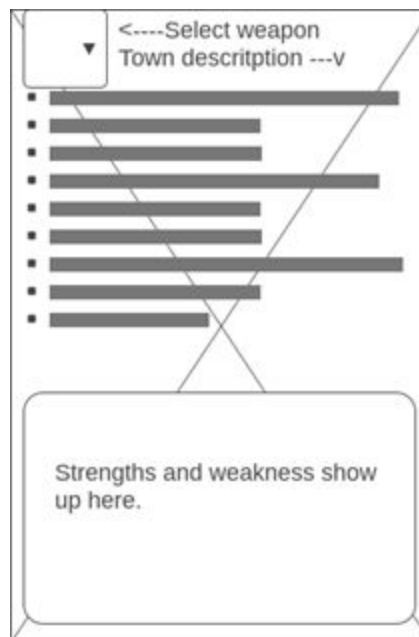 <----Select weapon
Town descritption ---v
Strengths and weakness show
up here.